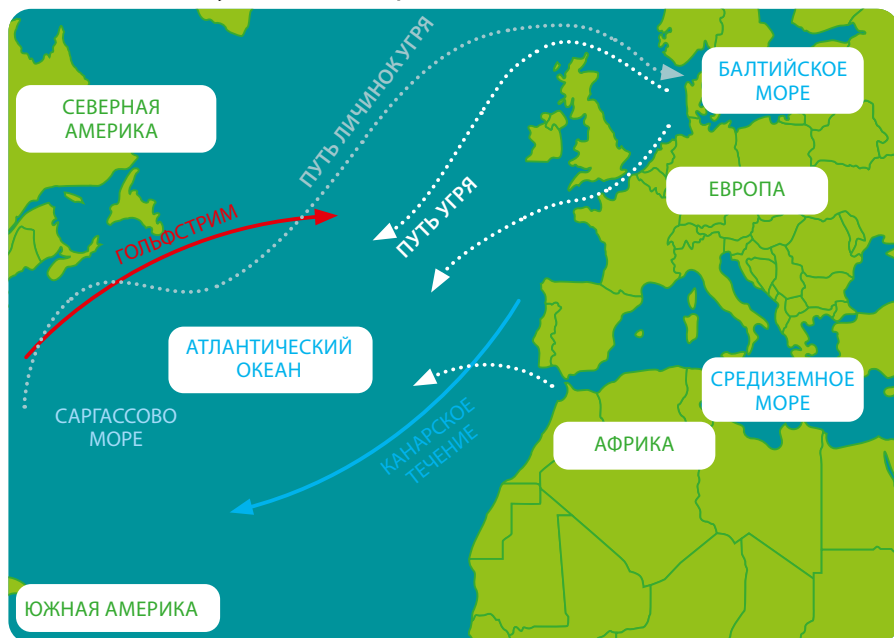 ПУТЬ ЛИЧИНОК УГРЯ
БАЛТИЙСКОЕ
МОРЕ
СЕВЕРНАЯ
АМЕРИКА
ЕВРОПА
ПУТЬ УГРЯ
ГОЛЬФСТРИМ
АТЛАНТИЧЕСКИЙ
ОКЕАН
СРЕДИЗЕМНОЕ
МОРЕ
САРГАССОВО
МОРЕ
КАНАРСКОЕ
ТЕЧЕНИЕ
АФРИКА
ЮЖНАЯ АМЕРИКА